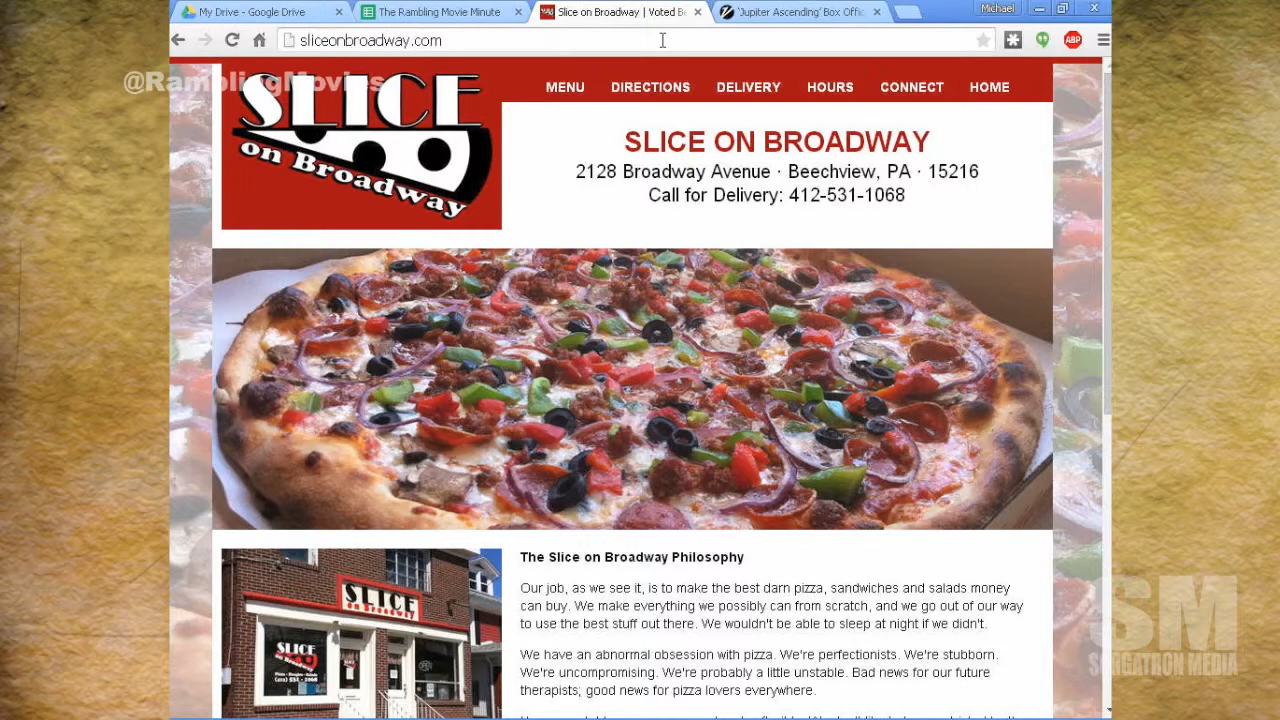 My Drive - Google Drive
The Rambling Movie Minute
Slice on Broadway | Voted Be
'Jupiter Ascending' Box Offic
Michael
sliceonbroadway.com
ABP
@RamblingMovies
SLICE
on Broadway
MENU DIRECTIONS DELIVERY HOURS CONNECT HOME
SLICE ON BROADWAY
2128 Broadway Avenue · Beechview, PA · 15216
Call for Delivery: 412-531-1068
The Slice on Broadway Philosophy
Our job, as we see it, is to make the best darn pizza, sandwiches and salads money
can buy. We make everything we possibly can from scratch, and we go out of our way
to use the best stuff out there. We wouldn't be able to sleep at night if we didn't.
We have an abnormal obsession with pizza. We're perfectionists. We're stubborn.
We're uncompromising. We're probably a little unstable. Bad news for our future
therapists; good news for pizza lovers everywhere.
SLICE
on Broadway
SLICE
on Broadway
OPEN
SM
SORGATRON MEDIA